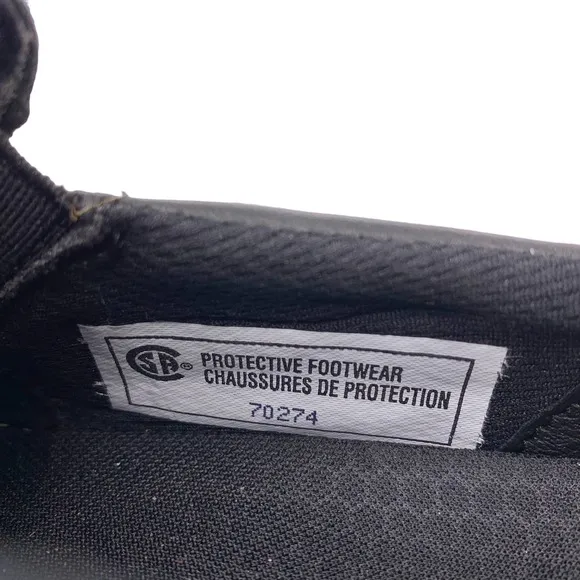 CSA®
PROTECTIVE FOOTWEAR
CHAUSSURES DE PROTECTION
70274